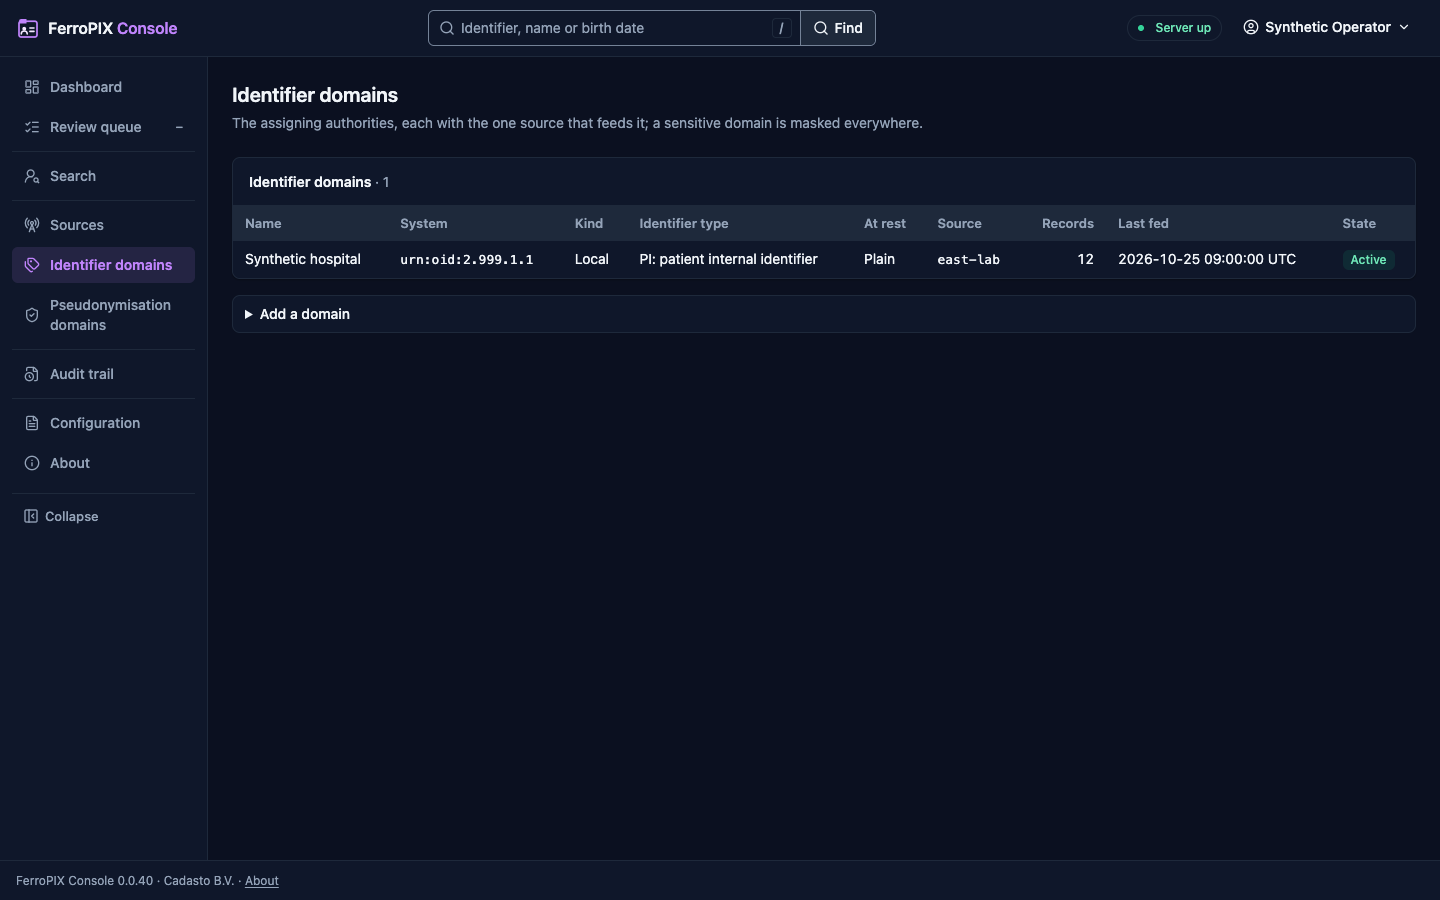 FerroPIX Console
Identifier, name or birth date
/
Find
Server up
Synthetic Operator
Dashboard
Review queue –
Search
Sources
Identifier domains
Pseudonymisation
domains
Audit trail
Configuration
About
Collapse
Identifier domains
The assigning authorities, each with the one source that feeds it; a sensitive domain is masked everywhere.
Identifier domains · 1
Name System Kind Identifier type At rest Source Records Last fed State
Synthetic hospital urn:oid:2.999.1.1 Local PI: patient internal identifier Plain east-lab 12 2026-10-25 09:00:00 UTC Active
Add a domain
FerroPIX Console 0.0.40 · Cadasto B.V. · About